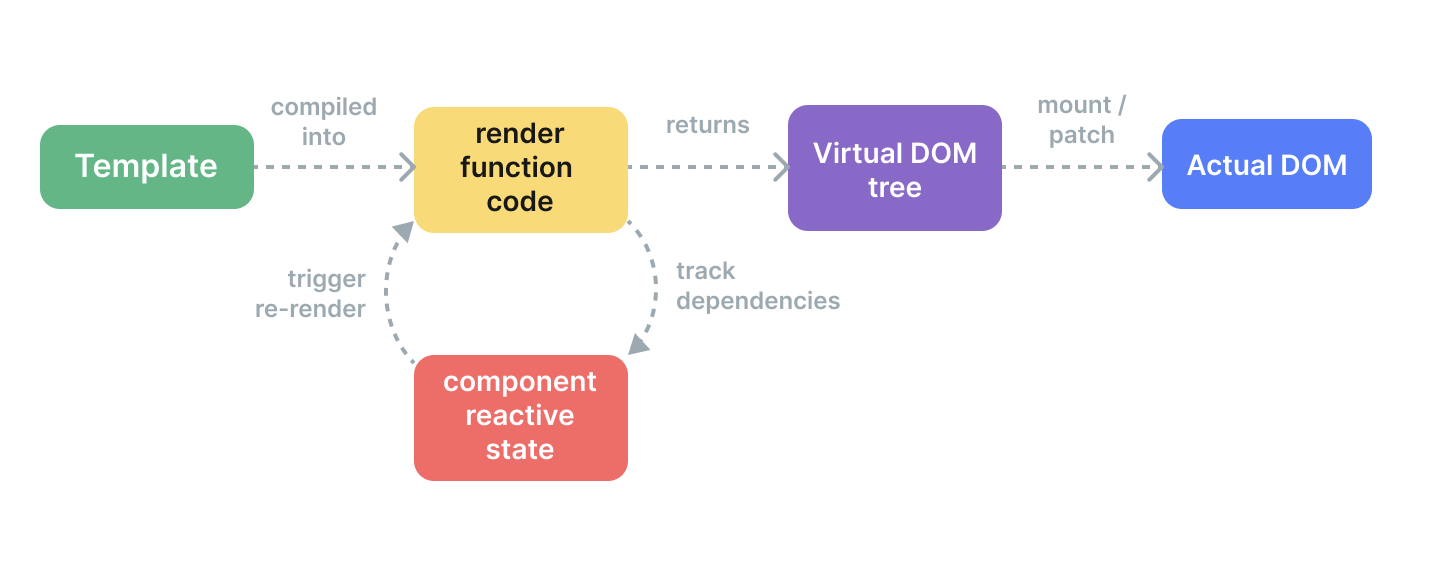 compiled
into
mount /
patch
returns
Template
render
function
code
Virtual DOM
tree
Actual DOM
trigger
re-render
track
dependencies
component
reactive
state